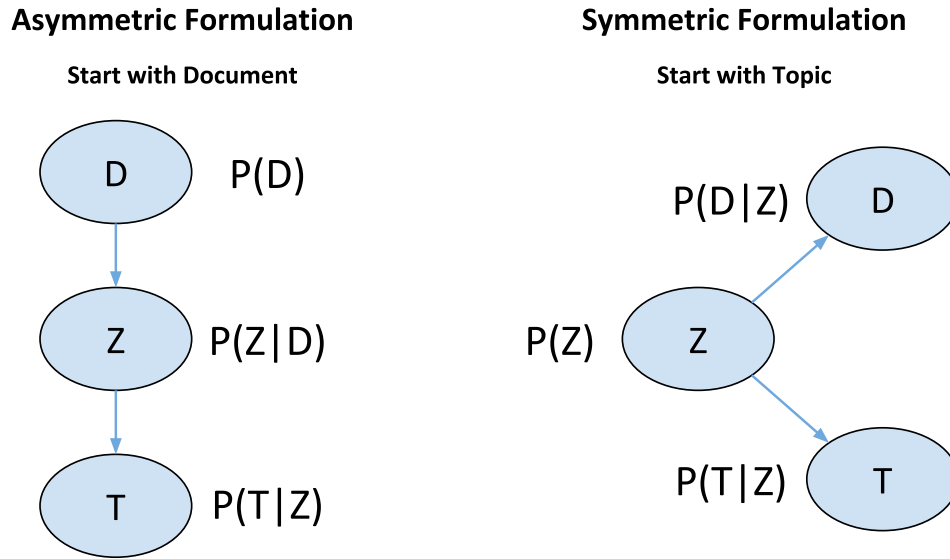 Asymmetric Formulation
Start with Document
D
P(D)
Z
P(Z|D)
T
P(T|Z)
Symmetric Formulation
Start with Topic
P(D|Z)
D
P(Z)
Z
P(T|Z)
T